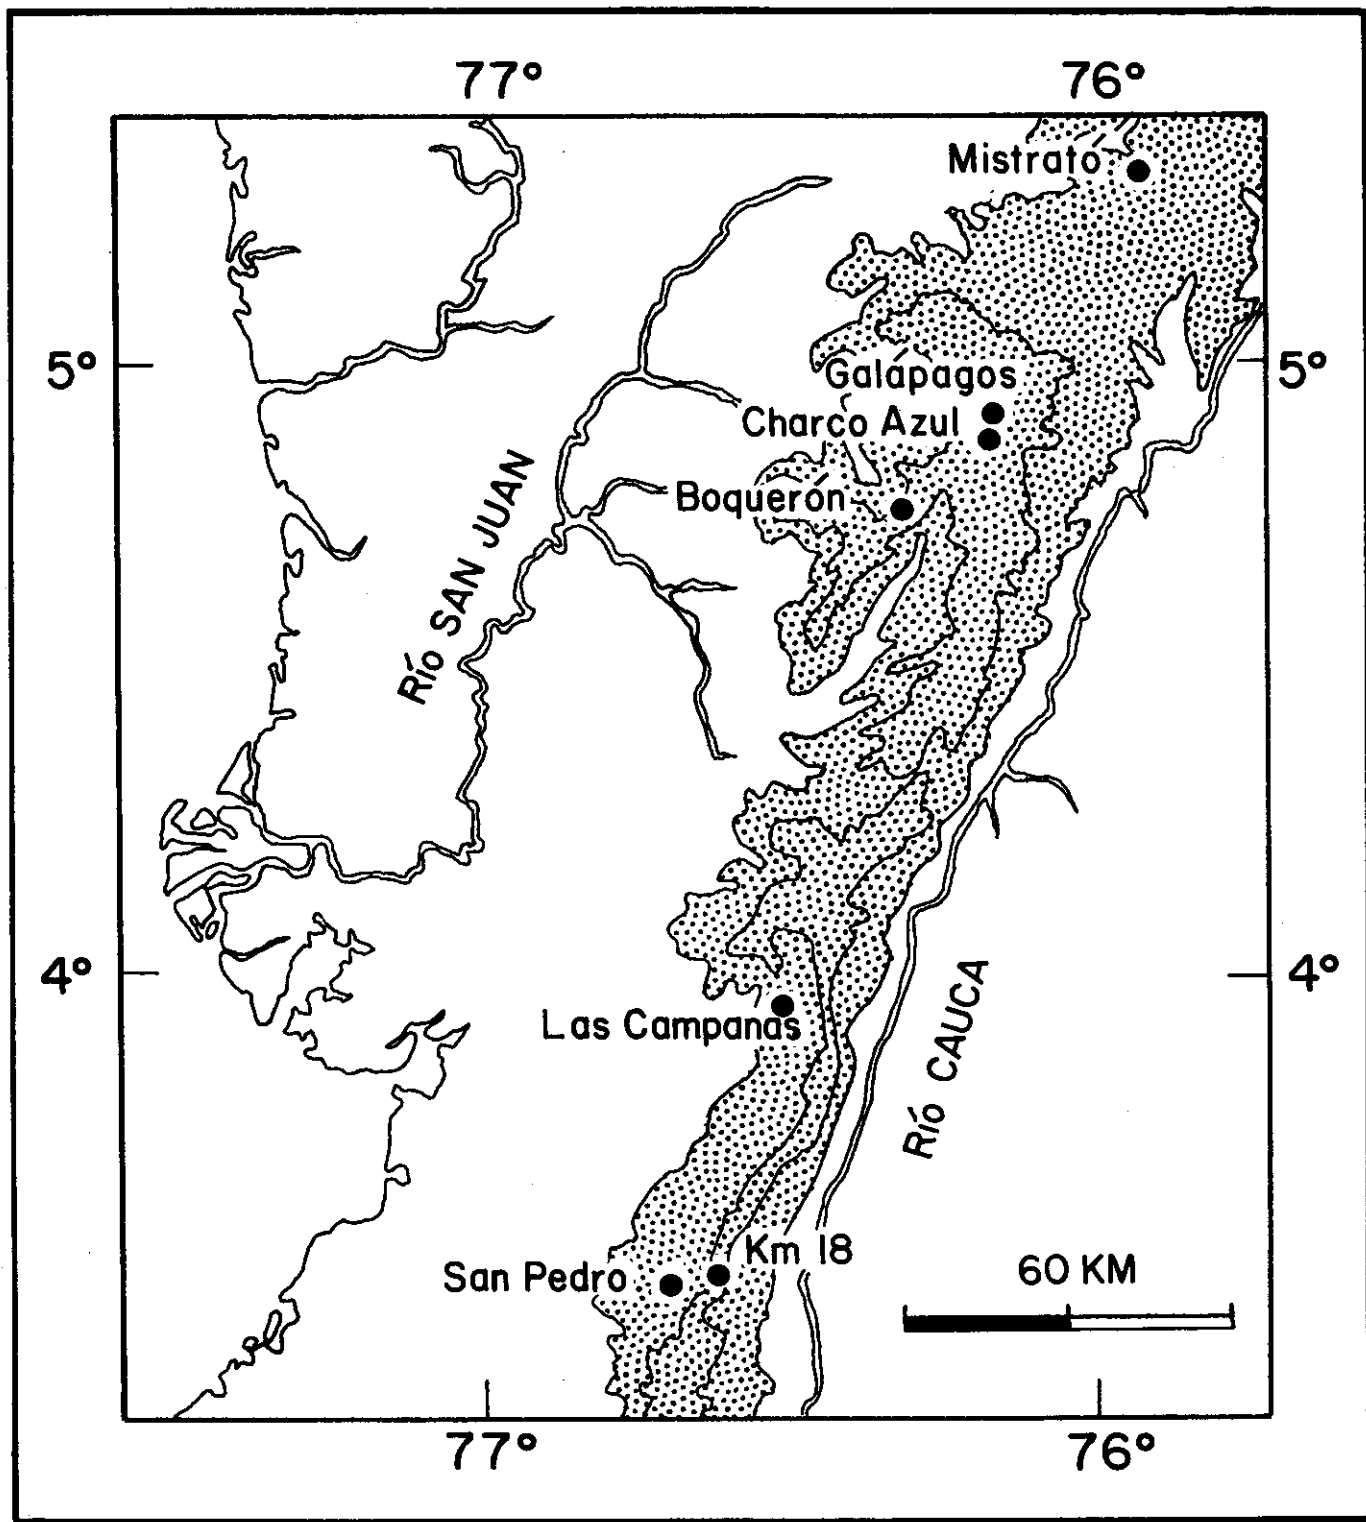 77° 76°
Mistrató
5° 5°
Galápagos
Charco Azul
Boquerón
Río SAN JUAN
4° 4°
Las Campanas
Río CAUCA
Km 18
San Pedro
60 KM
77° 76°